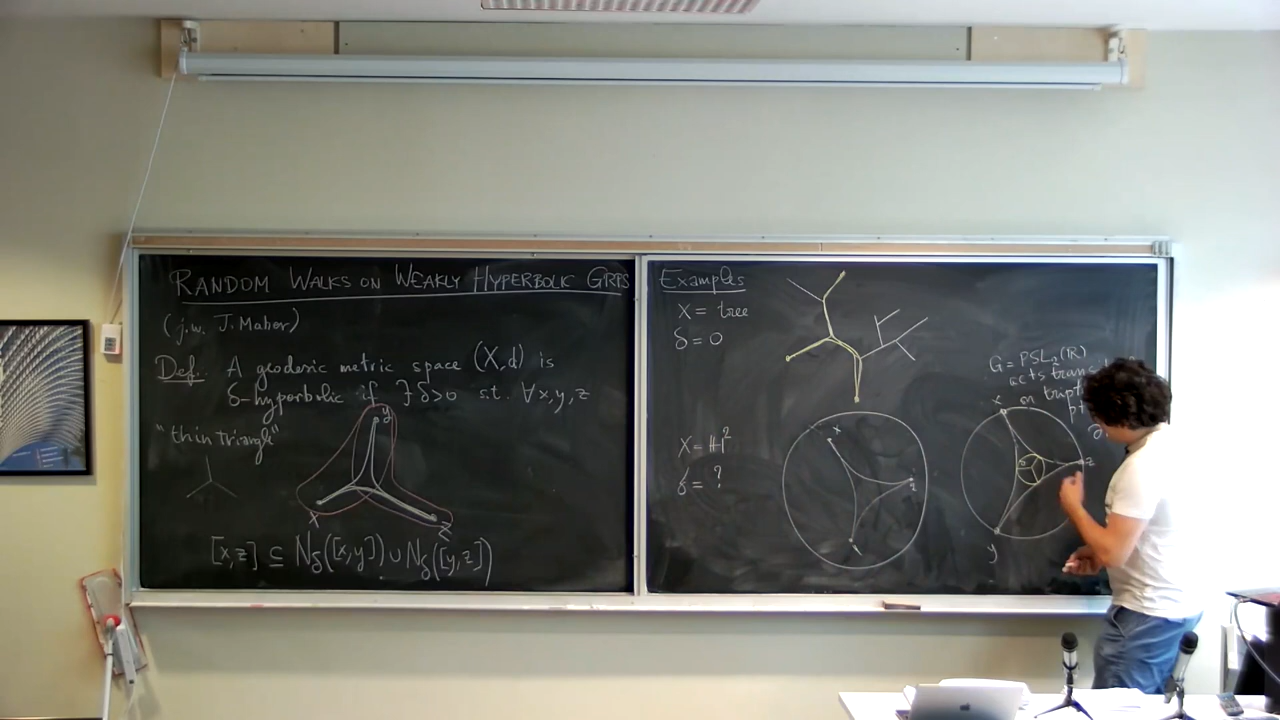 RANDOM WALKS ON WEAKLY HYPERBOLIC GRPS
(j.w. J. Maher)
Def. A geodesic metric space (X,d) is
δ-hyperbolic if ∃ δ>0 s.t. ∀x,y,z
"thin triangle"
y
x
z
[x,z] ⊆ N_δ([x,y]) ∪ N_δ([y,z])
Examples
X = tree
δ = 0
X = H²
δ = ?
x
z
y
G = PSL₂(R)
acts
on
x
z
y